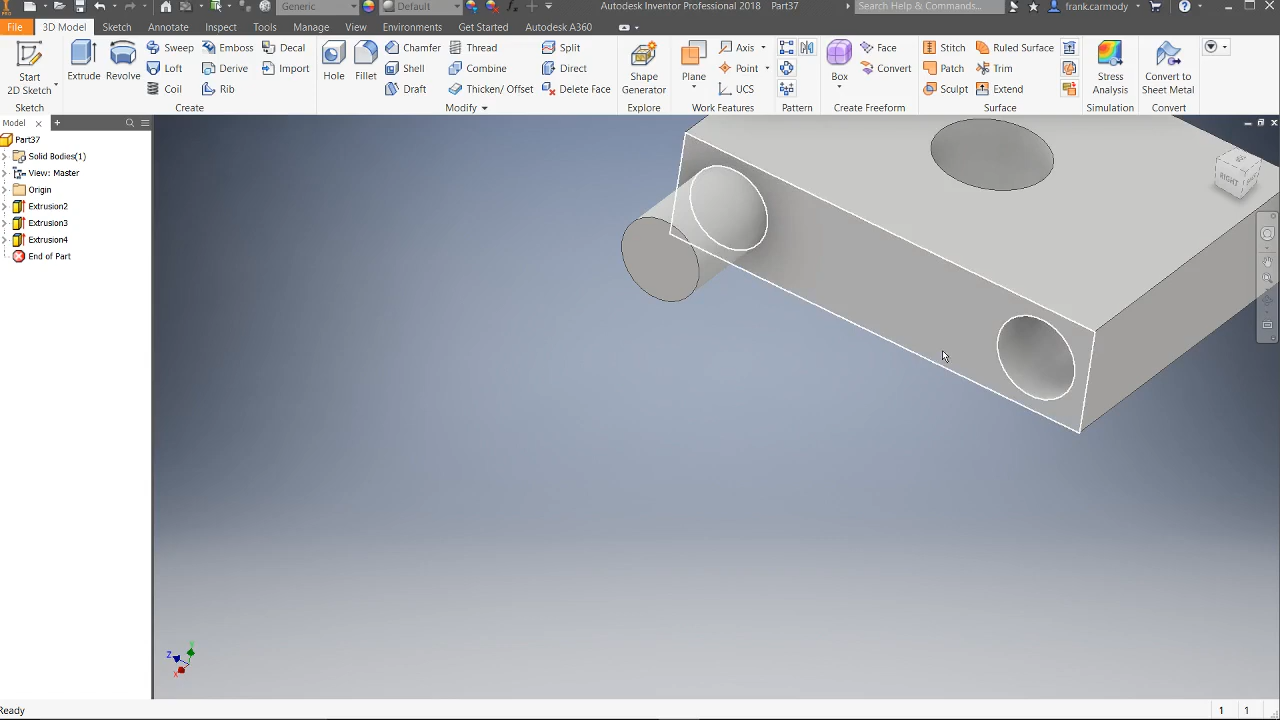 Generic Default Autodesk Inventor Professional 2018 Part37 Search Help & Commands... frank.carmody
File 3D Model Sketch Annotate Inspect Tools Manage View Environments Get Started Autodesk A360
Start 2D Sketch Extrude Revolve Sweep Emboss Decal Hole Fillet Chamfer Thread Split Shape Generator Plane Axis Box Face Stitch Ruled Surface Stress Analysis Convert to Sheet Metal
Loft Derive Import Shell Combine Direct Point Convert Patch Trim
Coil Rib Draft Thicken/ Offset Delete Face UCS Sculpt Extend
Sketch Create Modify Explore Work Features Pattern Create Freeform Surface Simulation Convert
Model
Part37
Solid Bodies(1)
View: Master
Origin
Extrusion2
Extrusion3
Extrusion4
End of Part
RIGHT
Z
Y
X
Ready 1 1